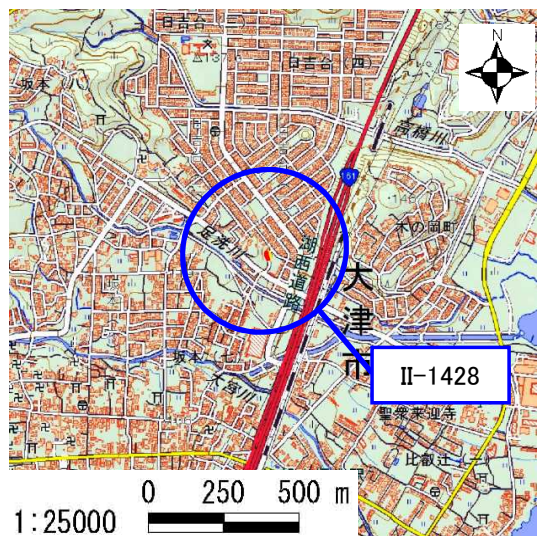 日吉台（三）
N
日吉台（四）
坂本（八）
高橋川
161
木の岡町
足洗川
湖西道路
大津市
II-1428
坂本（七）
大宮川
聖衆来迎寺
比叡辻（一）
0 250 500 m
1:25000